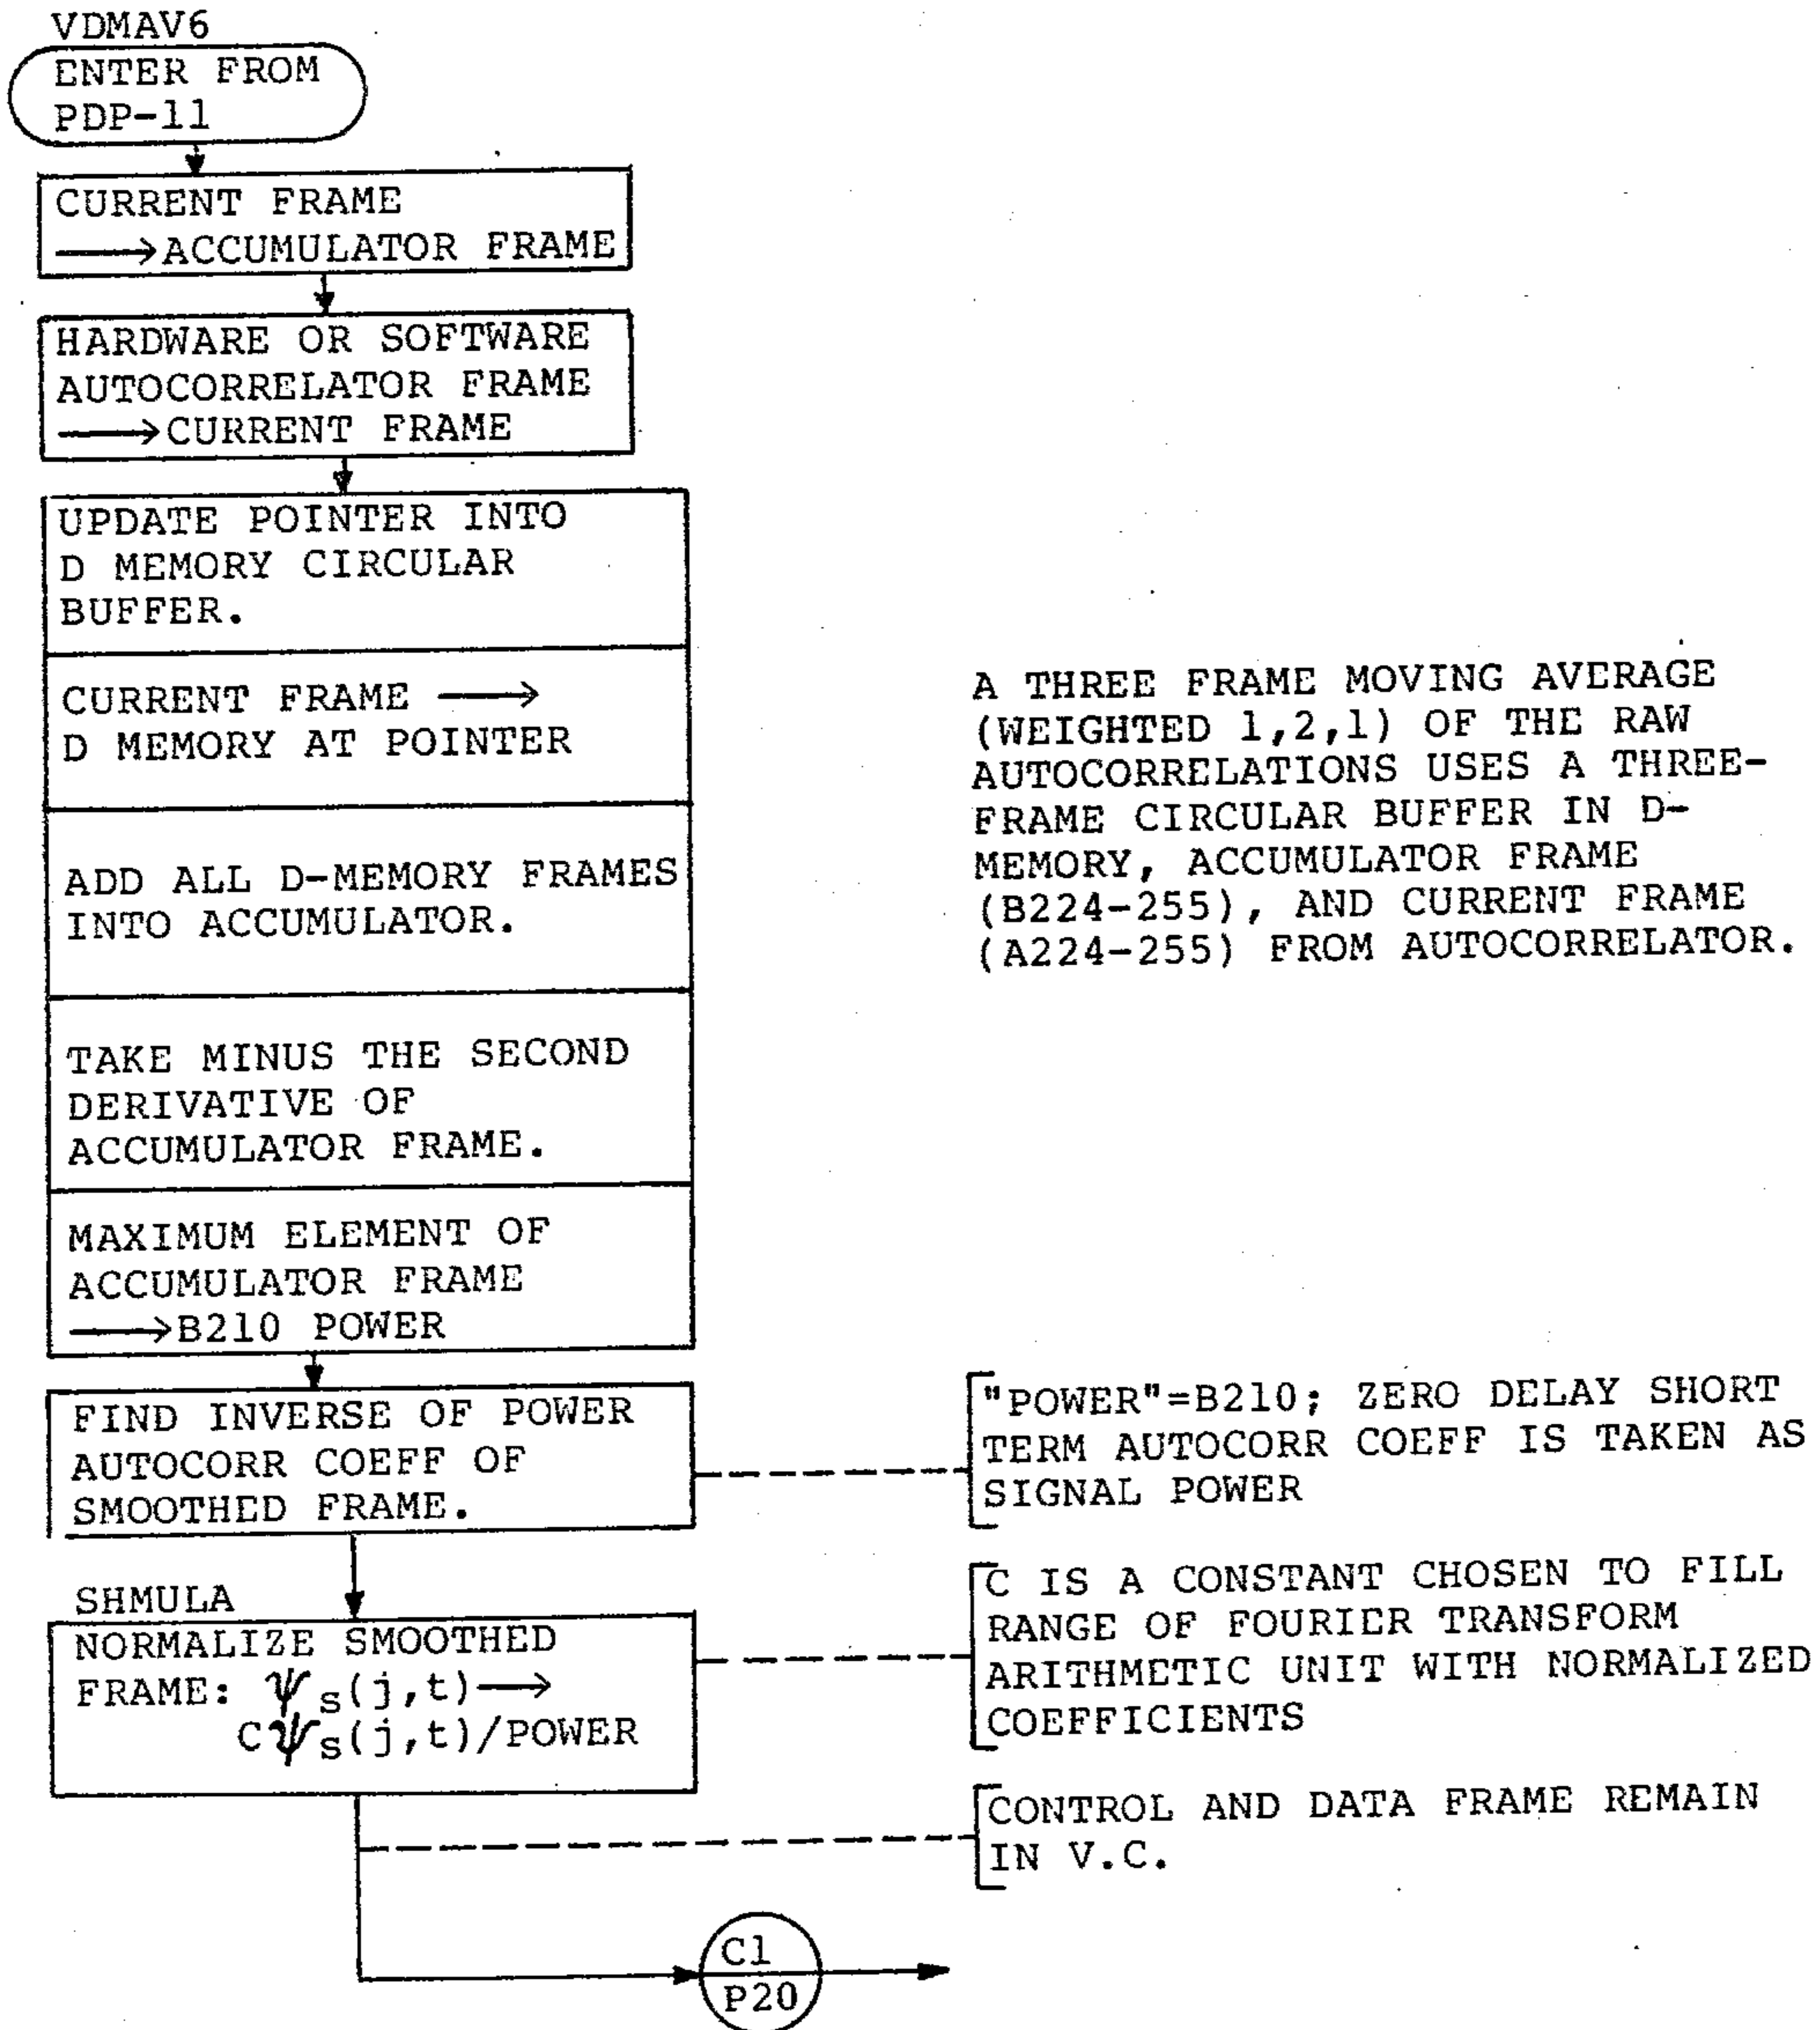 VDMAV6
ENTER FROM
PDP-11
CURRENT FRAME
⟶ACCUMULATOR FRAME
HARDWARE OR SOFTWARE
AUTOCORRELATOR FRAME
⟶CURRENT FRAME
UPDATE POINTER INTO
D MEMORY CIRCULAR
BUFFER.
CURRENT FRAME ⟶
D MEMORY AT POINTER
ADD ALL D-MEMORY FRAMES
INTO ACCUMULATOR.
TAKE MINUS THE SECOND
DERIVATIVE OF
ACCUMULATOR FRAME.
MAXIMUM ELEMENT OF
ACCUMULATOR FRAME
⟶B210 POWER
A THREE FRAME MOVING AVERAGE
(WEIGHTED 1,2,1) OF THE RAW
AUTOCORRELATIONS USES A THREE-
FRAME CIRCULAR BUFFER IN D-
MEMORY, ACCUMULATOR FRAME
(B224-255), AND CURRENT FRAME
(A224-255) FROM AUTOCORRELATOR.
FIND INVERSE OF POWER
AUTOCORR COEFF OF
SMOOTHED FRAME.
"POWER"=B210; ZERO DELAY SHORT
TERM AUTOCORR COEFF IS TAKEN AS
SIGNAL POWER
SHMULA
NORMALIZE SMOOTHED
FRAME: ψs(j,t)⟶
Cψs(j,t)/POWER
C IS A CONSTANT CHOSEN TO FILL
RANGE OF FOURIER TRANSFORM
ARITHMETIC UNIT WITH NORMALIZED
COEFFICIENTS
CONTROL AND DATA FRAME REMAIN
IN V.C.
C1
P20